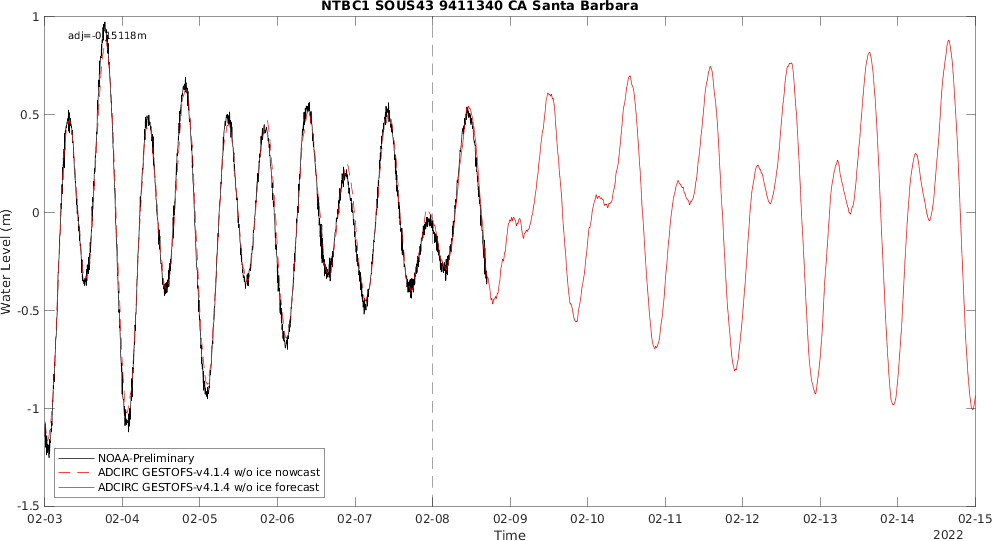 NTBC1 SOUS43 9411340 CA Santa Barbara
1
adj=-0.15118m
0.5
0
-0.5
-1
-1.5
Water Level (m)
NOAA-Preliminary
ADCIRC GESTOFS-v4.1.4 w/o ice nowcast
ADCIRC GESTOFS-v4.1.4 w/o ice forecast
02-03 02-04 02-05 02-06 02-07 02-08 02-09 02-10 02-11 02-12 02-13 02-14 02-15
Time
2022